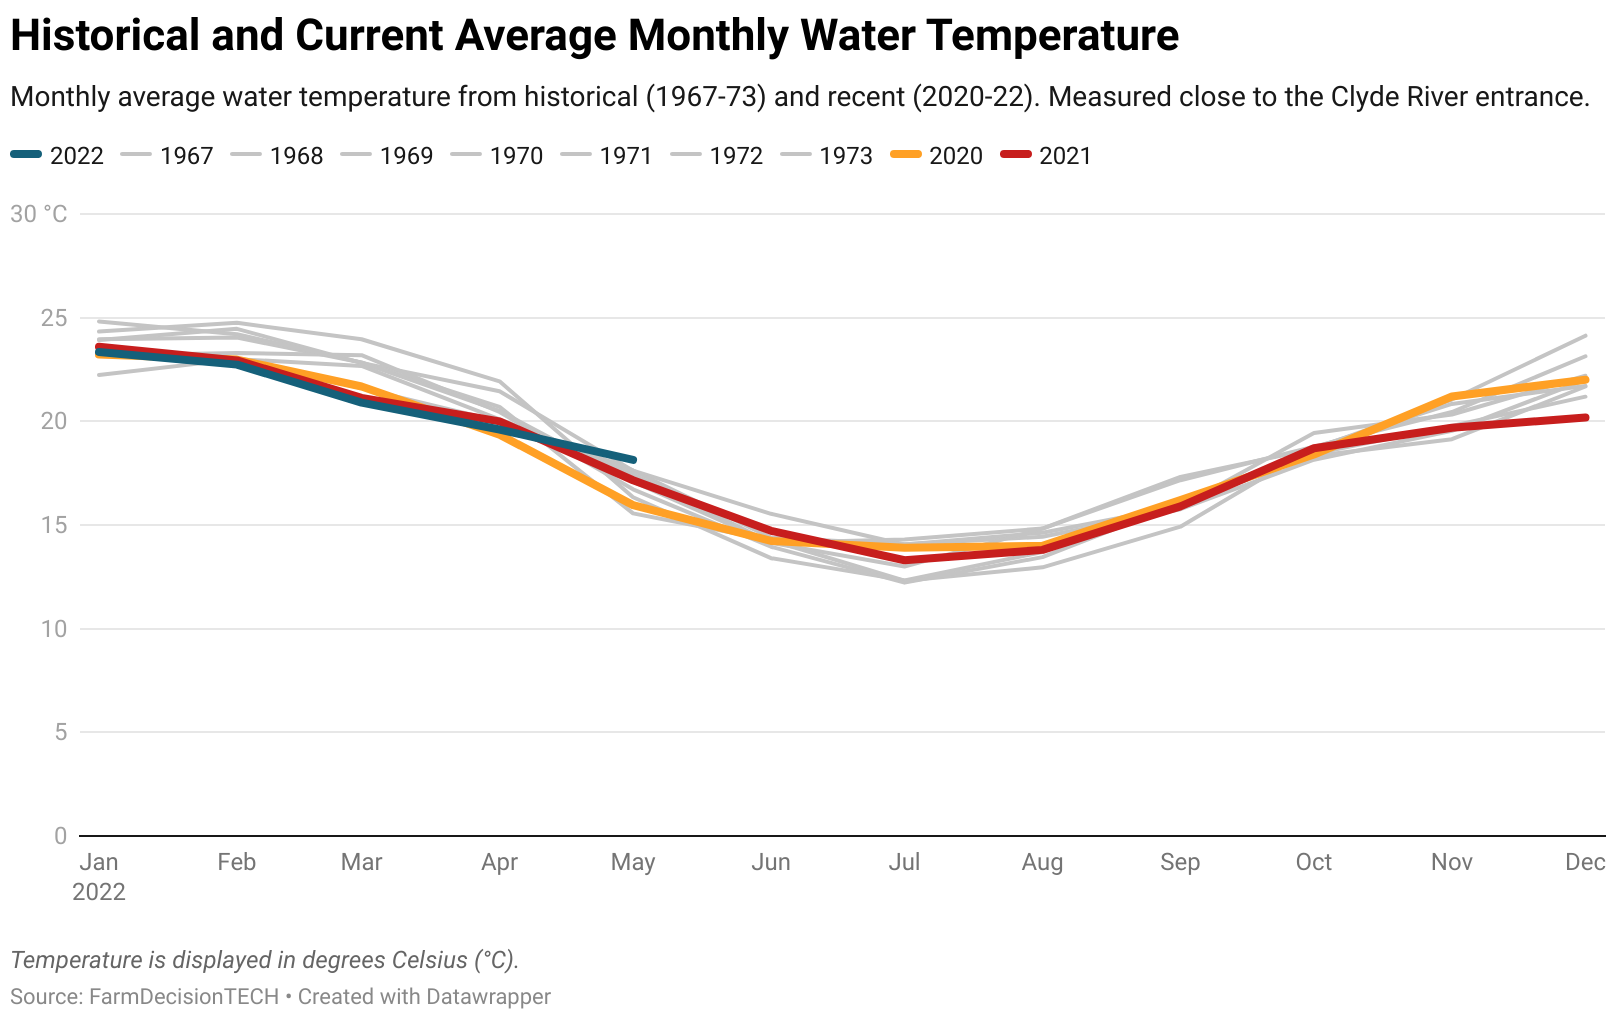 Historical and Current Average Monthly Water Temperature
Monthly average water temperature from historical (1967-73) and recent (2020-22). Measured close to the Clyde River entrance.
2022 1967 1968 1969 1970 1971 1972 1973 2020 2021
30 °C
25
20
15
10
5
0
Jan Feb Mar Apr May Jun Jul Aug Sep Oct Nov Dec
2022
Temperature is displayed in degrees Celsius (°C).
Source: FarmDecisionTECH • Created with Datawrapper